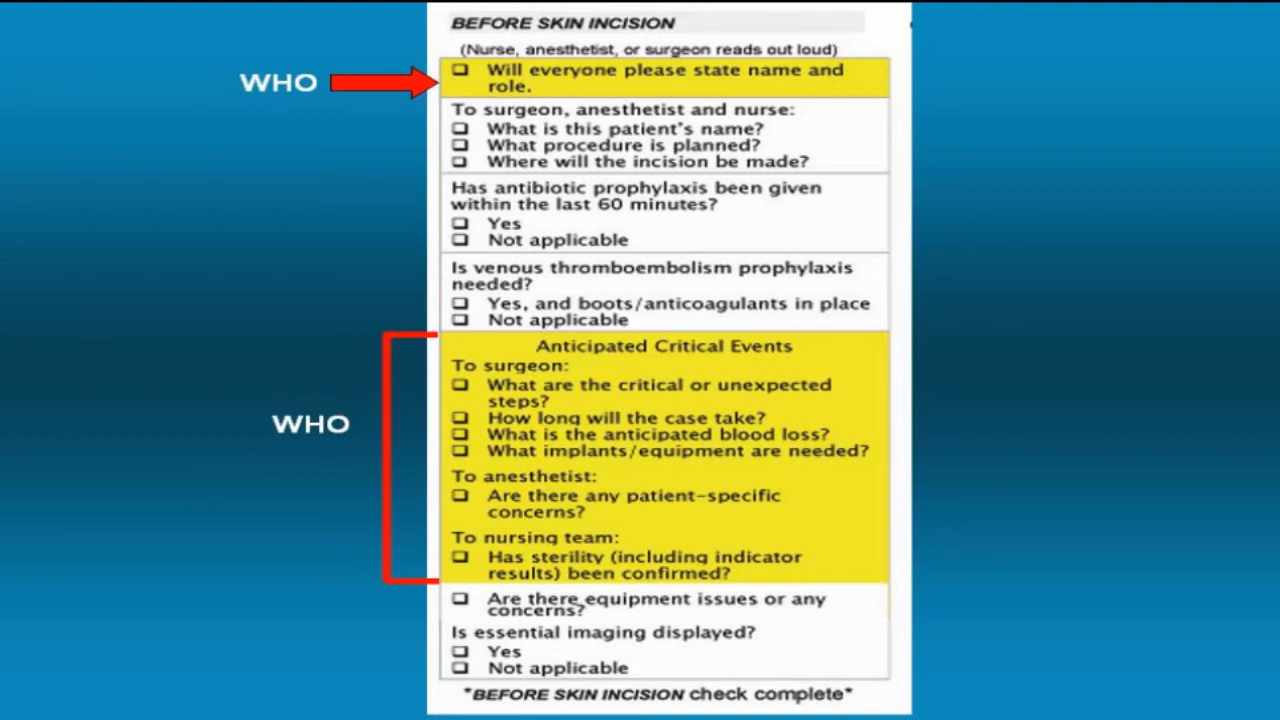 BEFORE SKIN INCISION
(Nurse, anesthetist, or surgeon reads out loud)
WHO
❑ Will everyone please state name and
role.
To surgeon, anesthetist and nurse:
❑ What is this patient's name?
❑ What procedure is planned?
❑ Where will the incision be made?
Has antibiotic prophylaxis been given
within the last 60 minutes?
❑ Yes
❑ Not applicable
Is venous thromboembolism prophylaxis
needed?
❑ Yes, and boots/anticoagulants in place
❑ Not applicable
WHO
Anticipated Critical Events
To surgeon:
❑ What are the critical or unexpected
steps?
❑ How long will the case take?
❑ What is the anticipated blood loss?
❑ What implants/equipment are needed?
To anesthetist:
❑ Are there any patient-specific
concerns?
To nursing team:
❑ Has sterility (including indicator
results) been confirmed?
❑ Are there equipment issues or any
concerns?
Is essential imaging displayed?
❑ Yes
❑ Not applicable
*BEFORE SKIN INCISION check complete*